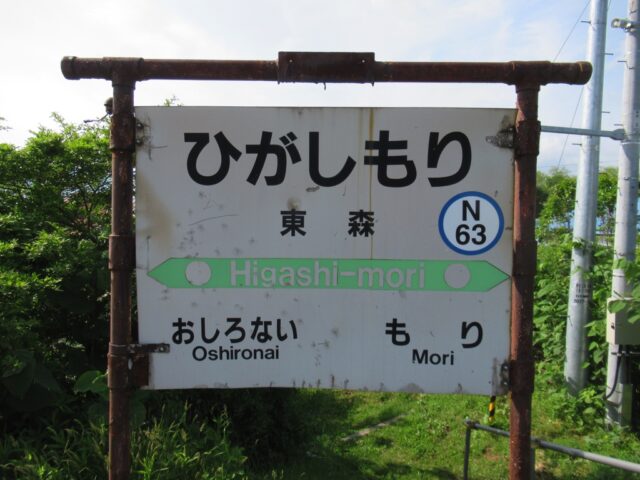 ひがしもり
東森
N
63
Higashi-mori
おしろない もり
Oshironai Mori